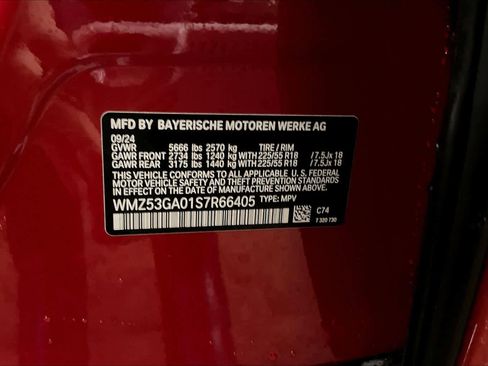 MFD BY BAYERISCHE MOTOREN WERKE AG
09/24
GVWR 5666 lbs 2570 kg TIRE / RIM
GAWR FRONT 2734 lbs 1240 kg WITH 225/55 R18 / 7.5Jx 18
GAWR REAR 3175 lbs 1440 kg WITH 225/55 R18 / 7.5Jx 18
THIS VEHICLE CONFORMS TO ALL APPLICABLE U. S. FEDERAL
MOTOR VEHICLE SAFETY AND THEFT PREVENTION STANDARDS IN
EFFECT ON THE DATE OF MANUFACTURE SHOWN ABOVE.
WMZ53GA01S7R66405 TYPE: MPV
C74
7 320 730